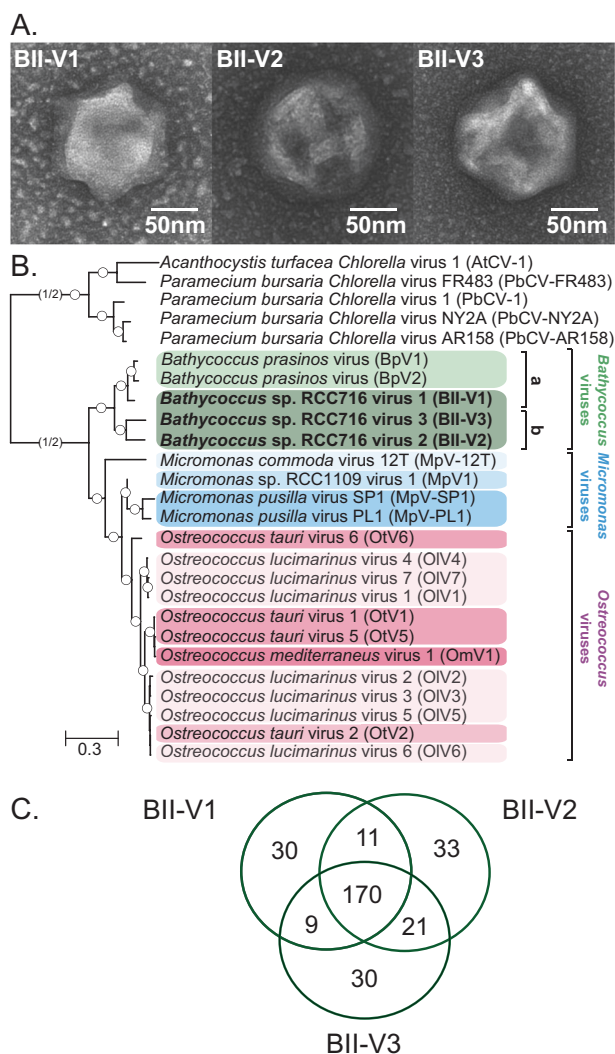 A.
BII-V1
BII-V2
BII-V3
50nm
50nm
50nm
B.
Acanthocystis turfacea Chlorella virus 1 (AtCV-1)
Paramecium bursaria Chlorella virus FR483 (PbCV-FR483)
Paramecium bursaria Chlorella virus 1 (PbCV-1)
Paramecium bursaria Chlorella virus NY2A (PbCV-NY2A)
Paramecium bursaria Chlorella virus AR158 (PbCV-AR158)
(1/2)
Bathycoccus prasinos virus (BpV1)
Bathycoccus prasinos virus (BpV2)
Bathycoccus sp. RCC716 virus 1 (BII-V1)
Bathycoccus sp. RCC716 virus 3 (BII-V3)
Bathycoccus sp. RCC716 virus 2 (BII-V2)
a
b
Bathycoccus
viruses
(1/2)
Micromonas commoda virus 12T (MpV-12T)
Micromonas sp. RCC1109 virus 1 (MpV1)
Micromonas pusilla virus SP1 (MpV-SP1)
Micromonas pusilla virus PL1 (MpV-PL1)
Micromonas
viruses
Ostreococcus tauri virus 6 (OtV6)
Ostreococcus lucimarinus virus 4 (OlV4)
Ostreococcus lucimarinus virus 7 (OlV7)
Ostreococcus lucimarinus virus 1 (OlV1)
Ostreococcus tauri virus 1 (OtV1)
Ostreococcus tauri virus 5 (OtV5)
Ostreococcus mediterraneus virus 1 (OmV1)
Ostreococcus lucimarinus virus 2 (OlV2)
Ostreococcus lucimarinus virus 3 (OlV3)
Ostreococcus lucimarinus virus 5 (OlV5)
Ostreococcus tauri virus 2 (OtV2)
Ostreococcus lucimarinus virus 6 (OlV6)
Ostreococcus
viruses
0.3
C.
BII-V1
BII-V2
30
11
33
170
9
21
30
BII-V3